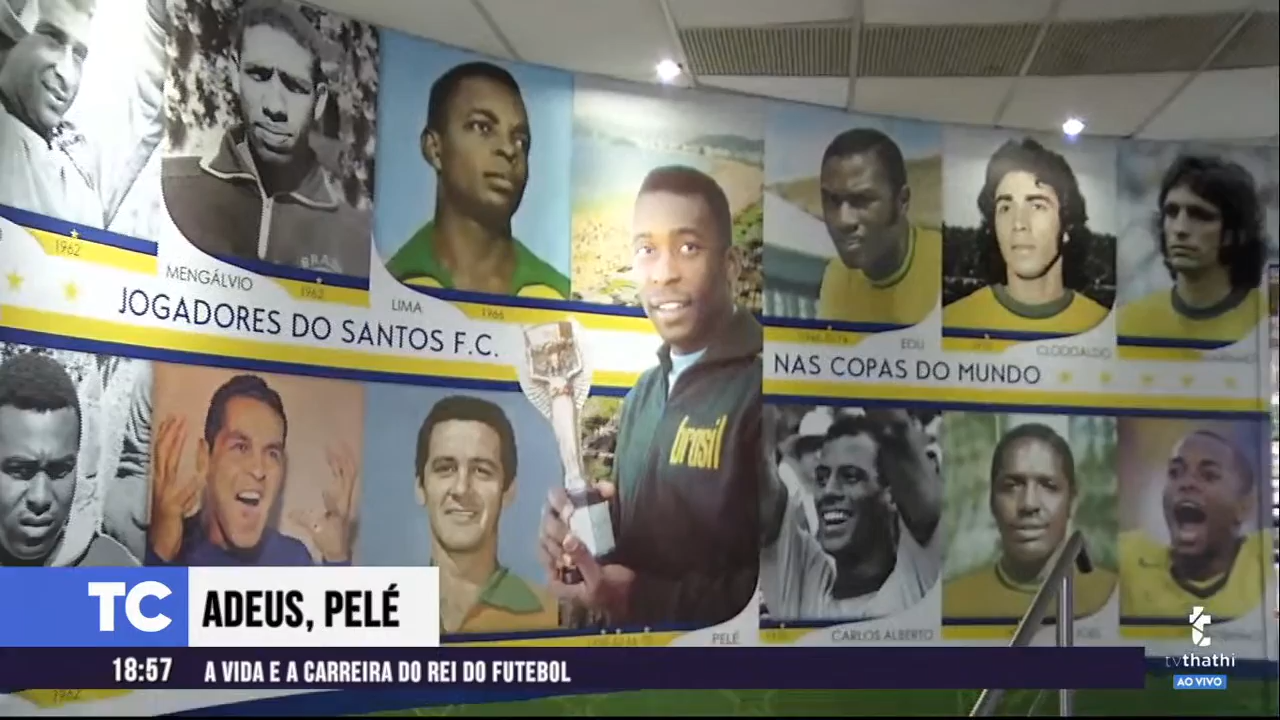 1962
MENGÁLVIO
BRAS
1962
LIMA
1966
JOGADORES DO SANTOS F.C.
EDU
CLODOALDO
NAS COPAS DO MUNDO
PELÉ
CARLOS ALBERTO
TC
ADEUS, PELÉ
brasil
18:57
A VIDA E A CARREIRA DO REI DO FUTEBOL
tvthathi
AO VIVO
1962